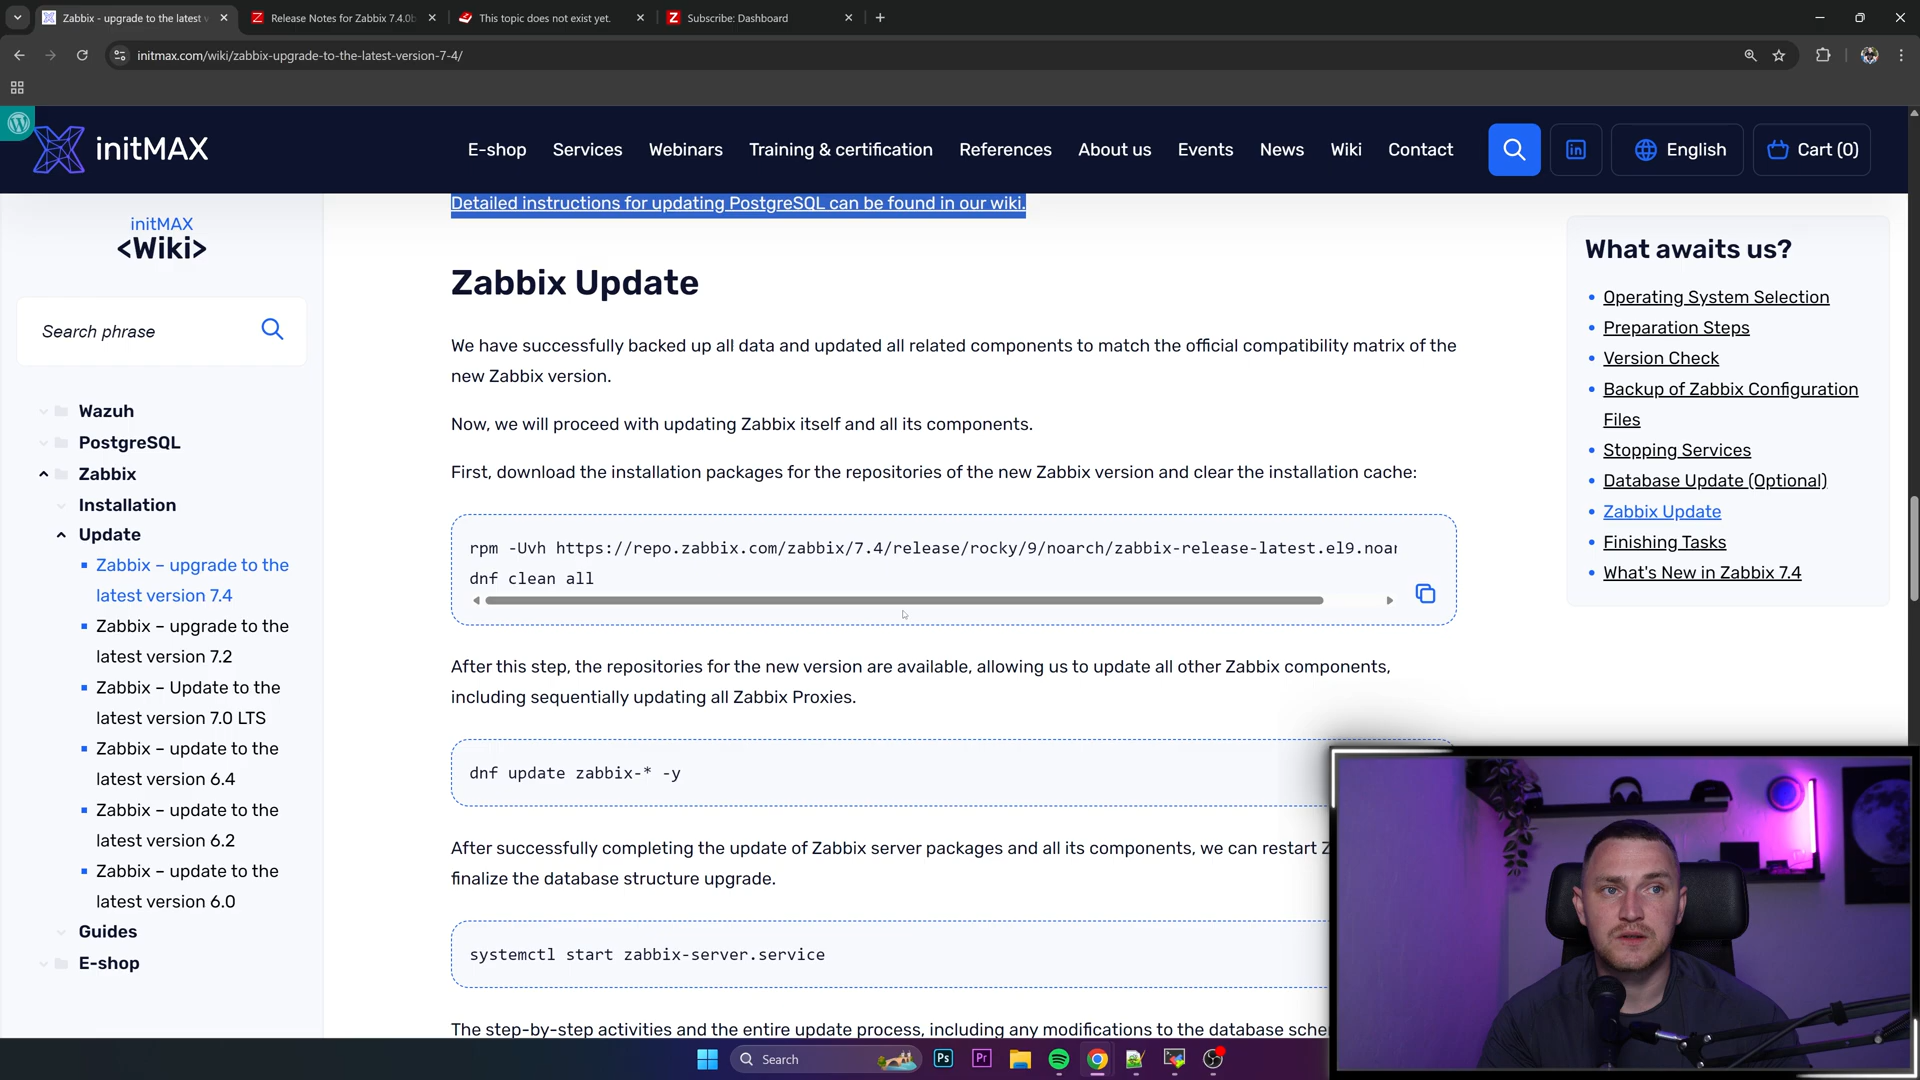 Zabbix - upgrade to the latest v
Release Notes for Zabbix 7.4.0b
This topic does not exist yet.
Subscribe: Dashboard
initmax.com/wiki/zabbix-upgrade-to-the-latest-version-7-4/
initMAX
E-shop
Services
Webinars
Training & certification
References
About us
Events
News
Wiki
Contact
English
Cart (0)
initMAX
<Wiki>
Search phrase
Wazuh
PostgreSQL
Zabbix
Installation
Update
Zabbix – upgrade to the
latest version 7.4
Zabbix – upgrade to the
latest version 7.2
Zabbix – Update to the
latest version 7.0 LTS
Zabbix – update to the
latest version 6.4
Zabbix – update to the
latest version 6.2
Zabbix – update to the
latest version 6.0
Guides
E-shop
Detailed instructions for updating PostgreSQL can be found in our wiki.
Zabbix Update
We have successfully backed up all data and updated all related components to match the official compatibility matrix of the
new Zabbix version.
Now, we will proceed with updating Zabbix itself and all its components.
First, download the installation packages for the repositories of the new Zabbix version and clear the installation cache:
rpm -Uvh https://repo.zabbix.com/zabbix/7.4/release/rocky/9/noarch/zabbix-release-latest.el9.noar
dnf clean all
After this step, the repositories for the new version are available, allowing us to update all other Zabbix components,
including sequentially updating all Zabbix Proxies.
dnf update zabbix-* -y
After successfully completing the update of Zabbix server packages and all its components, we can restart Z
finalize the database structure upgrade.
systemctl start zabbix-server.service
The step-by-step activities and the entire update process, including any modifications to the database sche
What awaits us?
Operating System Selection
Preparation Steps
Version Check
Backup of Zabbix Configuration
Files
Stopping Services
Database Update (Optional)
Zabbix Update
Finishing Tasks
What's New in Zabbix 7.4
Search
Ps
Pr